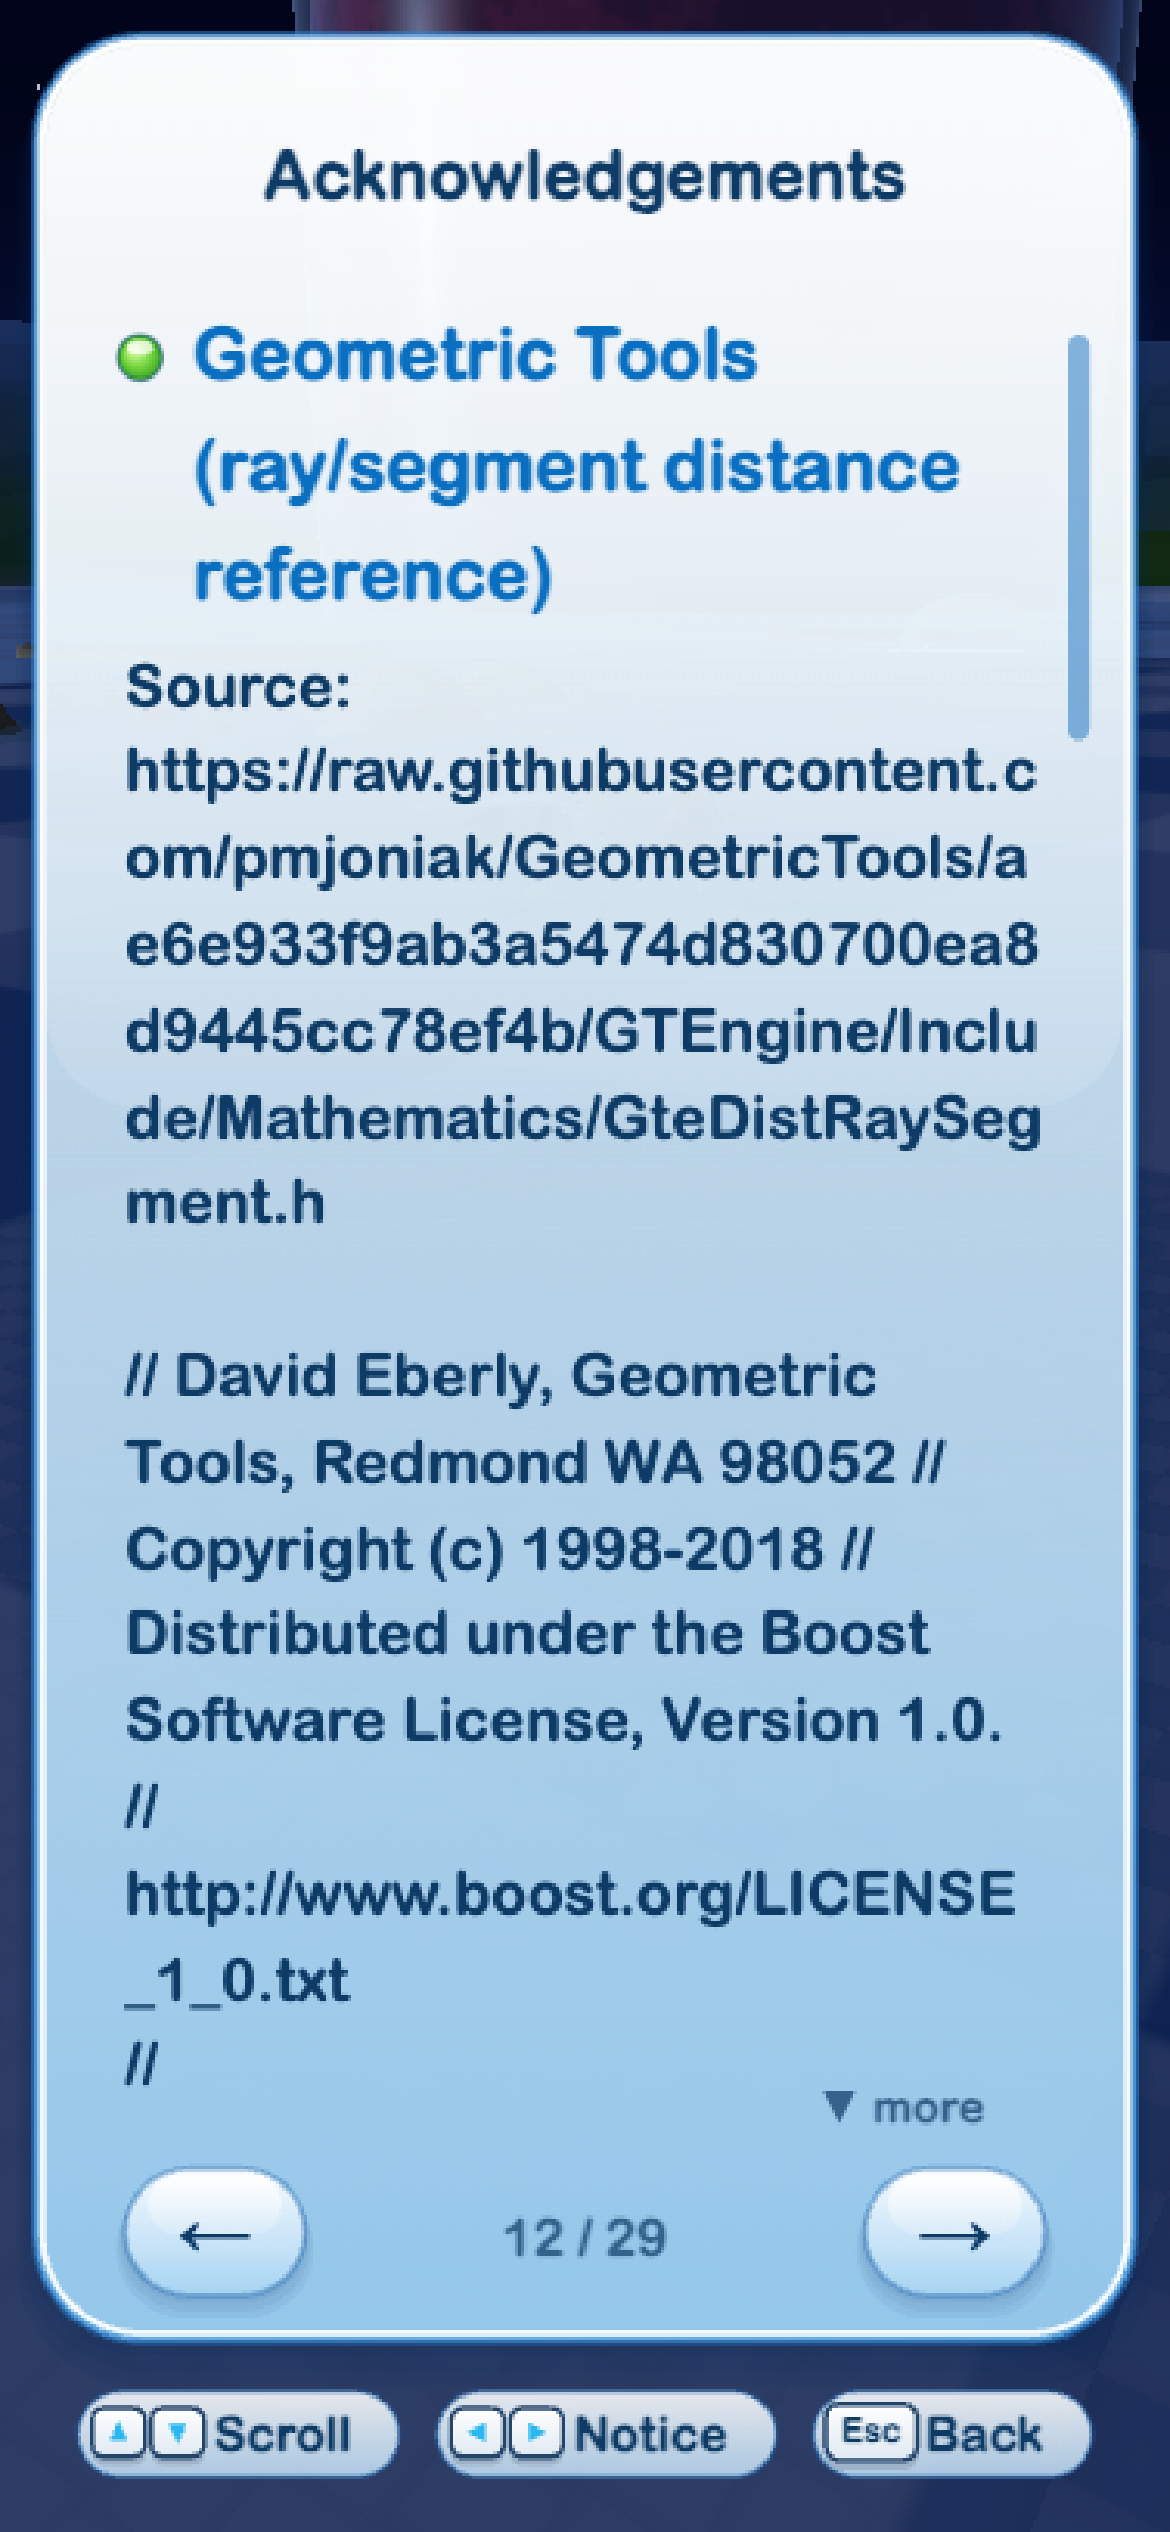 Acknowledgements
Geometric Tools
(ray/segment distance
reference)
Source:
https://raw.githubusercontent.c
om/pmjoniak/GeometricTools/a
e6e933f9ab3a5474d830700ea8
d9445cc78ef4b/GTEngine/Inclu
de/Mathematics/GteDistRaySeg
ment.h
// David Eberly, Geometric
Tools, Redmond WA 98052 //
Copyright (c) 1998-2018 //
Distributed under the Boost
Software License, Version 1.0.
//
http://www.boost.org/LICENSE
_1_0.txt
//
▼ more
← 12 / 29 →
▲ ▼ Scroll ◀ ▶ Notice Esc Back